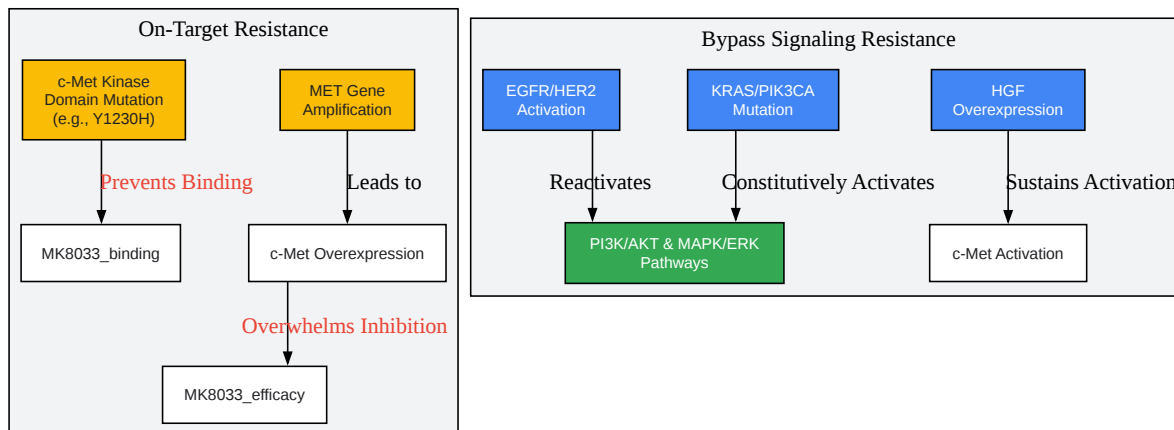 On-Target Resistance
c-Met Kinase
Domain Mutation
(e.g., Y1230H)
MET Gene
Amplification
Prevents Binding
Leads to
MK8033_binding
c-Met Overexpression
Overwhelms Inhibition
MK8033_efficacy
Bypass Signaling Resistance
EGFR/HER2
Activation
KRAS/PIK3CA
Mutation
HGF
Overexpression
Reactivates
Constitutively Activates
Sustains Activation
PI3K/AKT & MAPK/ERK
Pathways
c-Met Activation